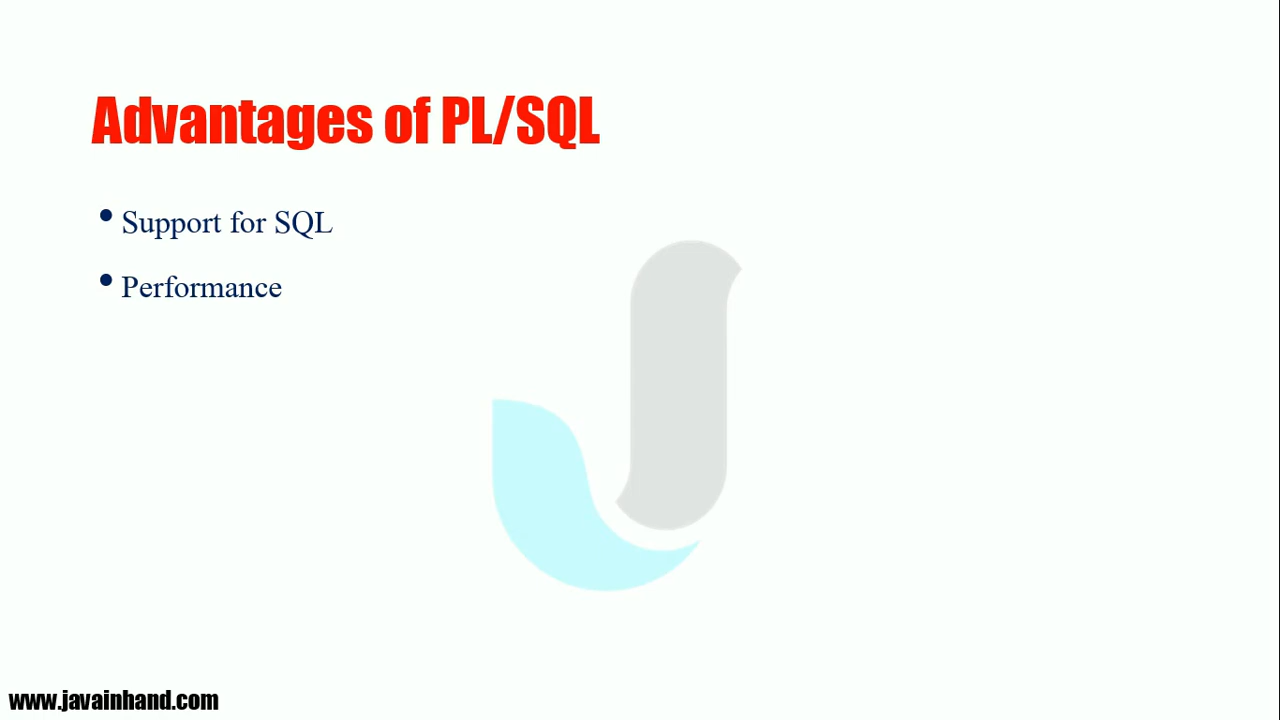 Advantages of PL/SQL
• Support for SQL
• Performance
www.javainhand.com